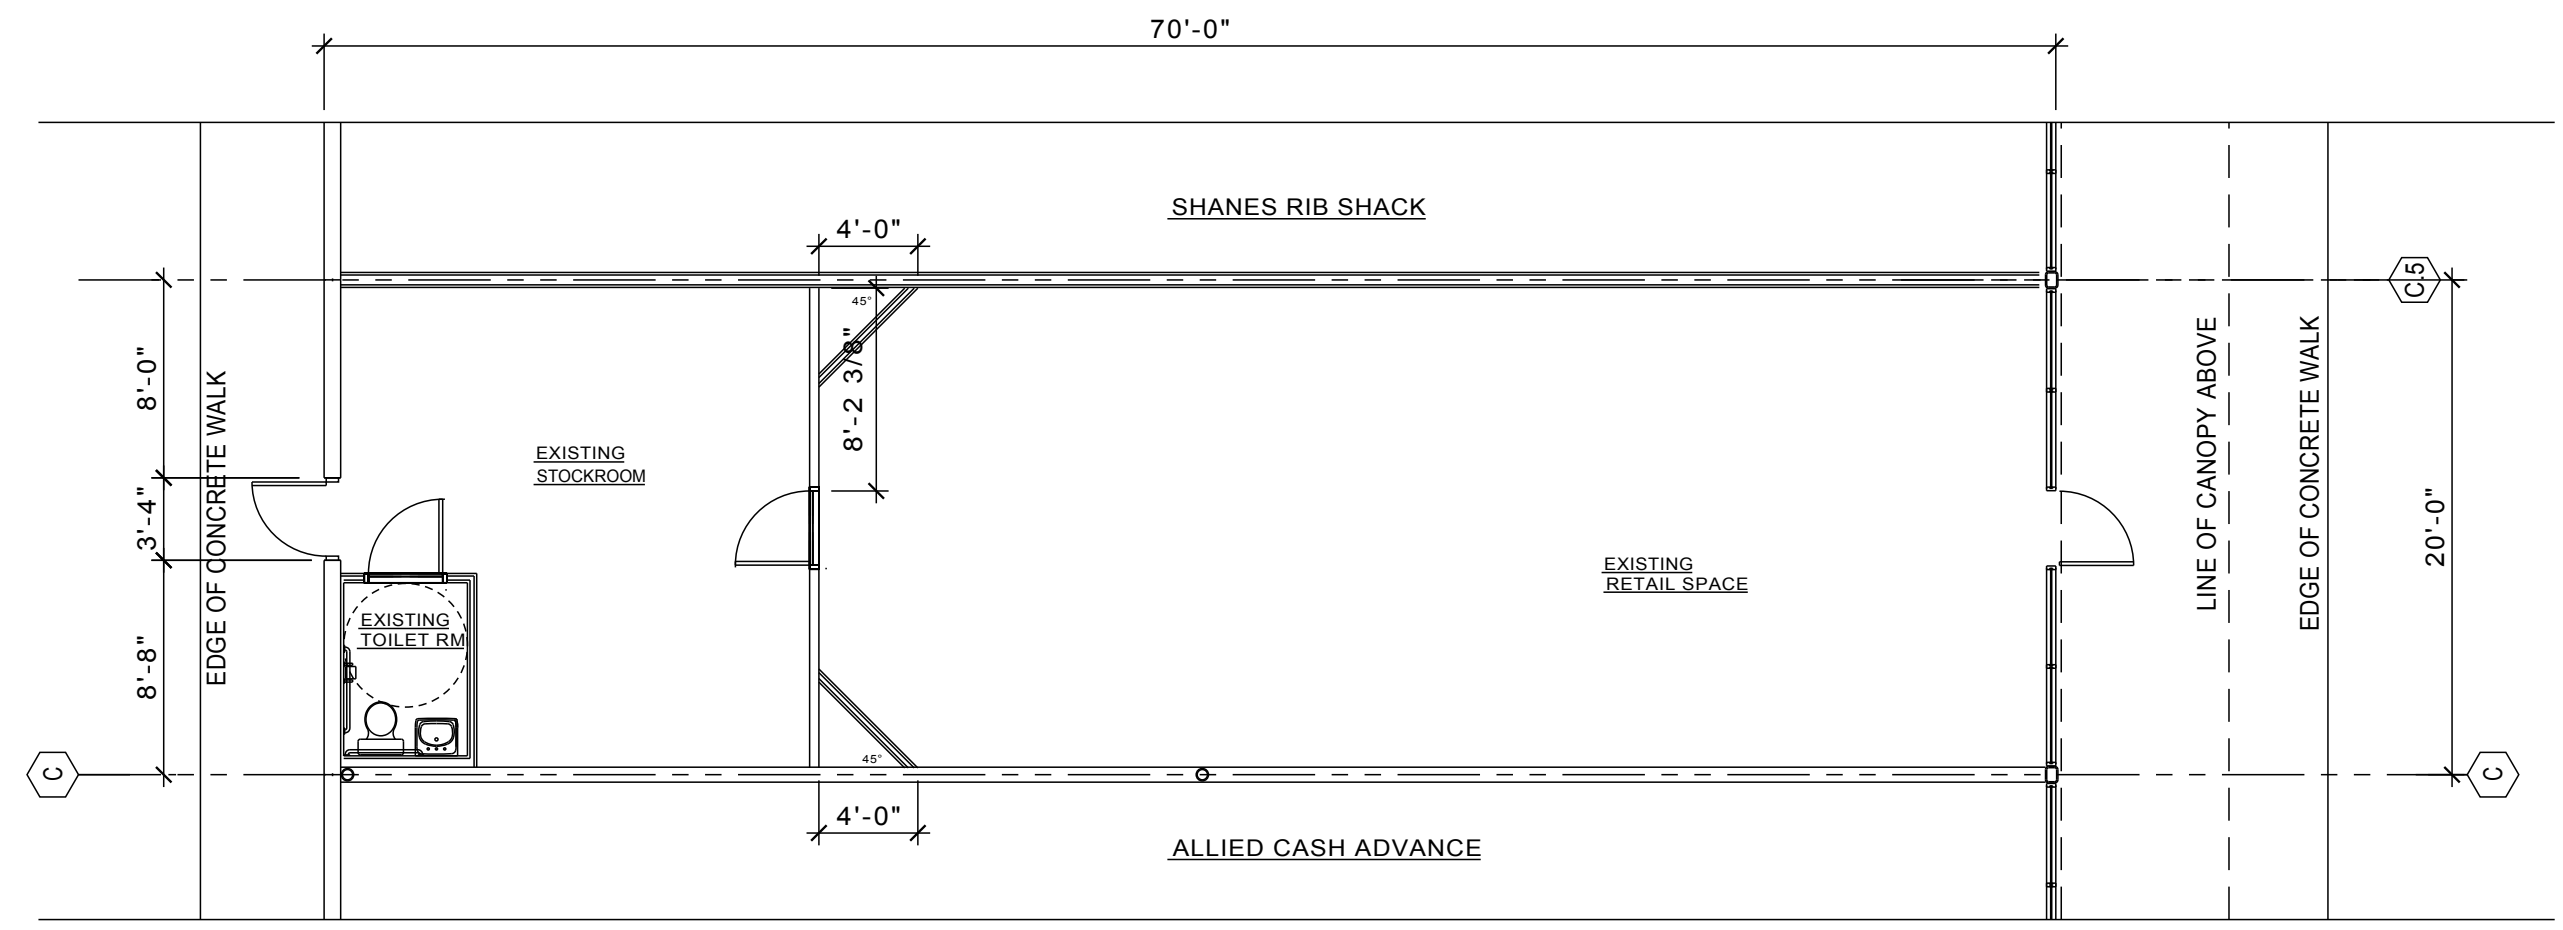 70'-0"
SHANES RIB SHACK
4'-0"
C.5
45°
8'-0"
8'-2 3/8"
EDGE OF CONCRETE WALK
LINE OF CANOPY ABOVE
EDGE OF CONCRETE WALK
EXISTING
STOCKROOM
3'-4"
20'-0"
EXISTING
RETAIL SPACE
EXISTING
TOILET RM
8'-8"
45°
C
C
4'-0"
ALLIED CASH ADVANCE